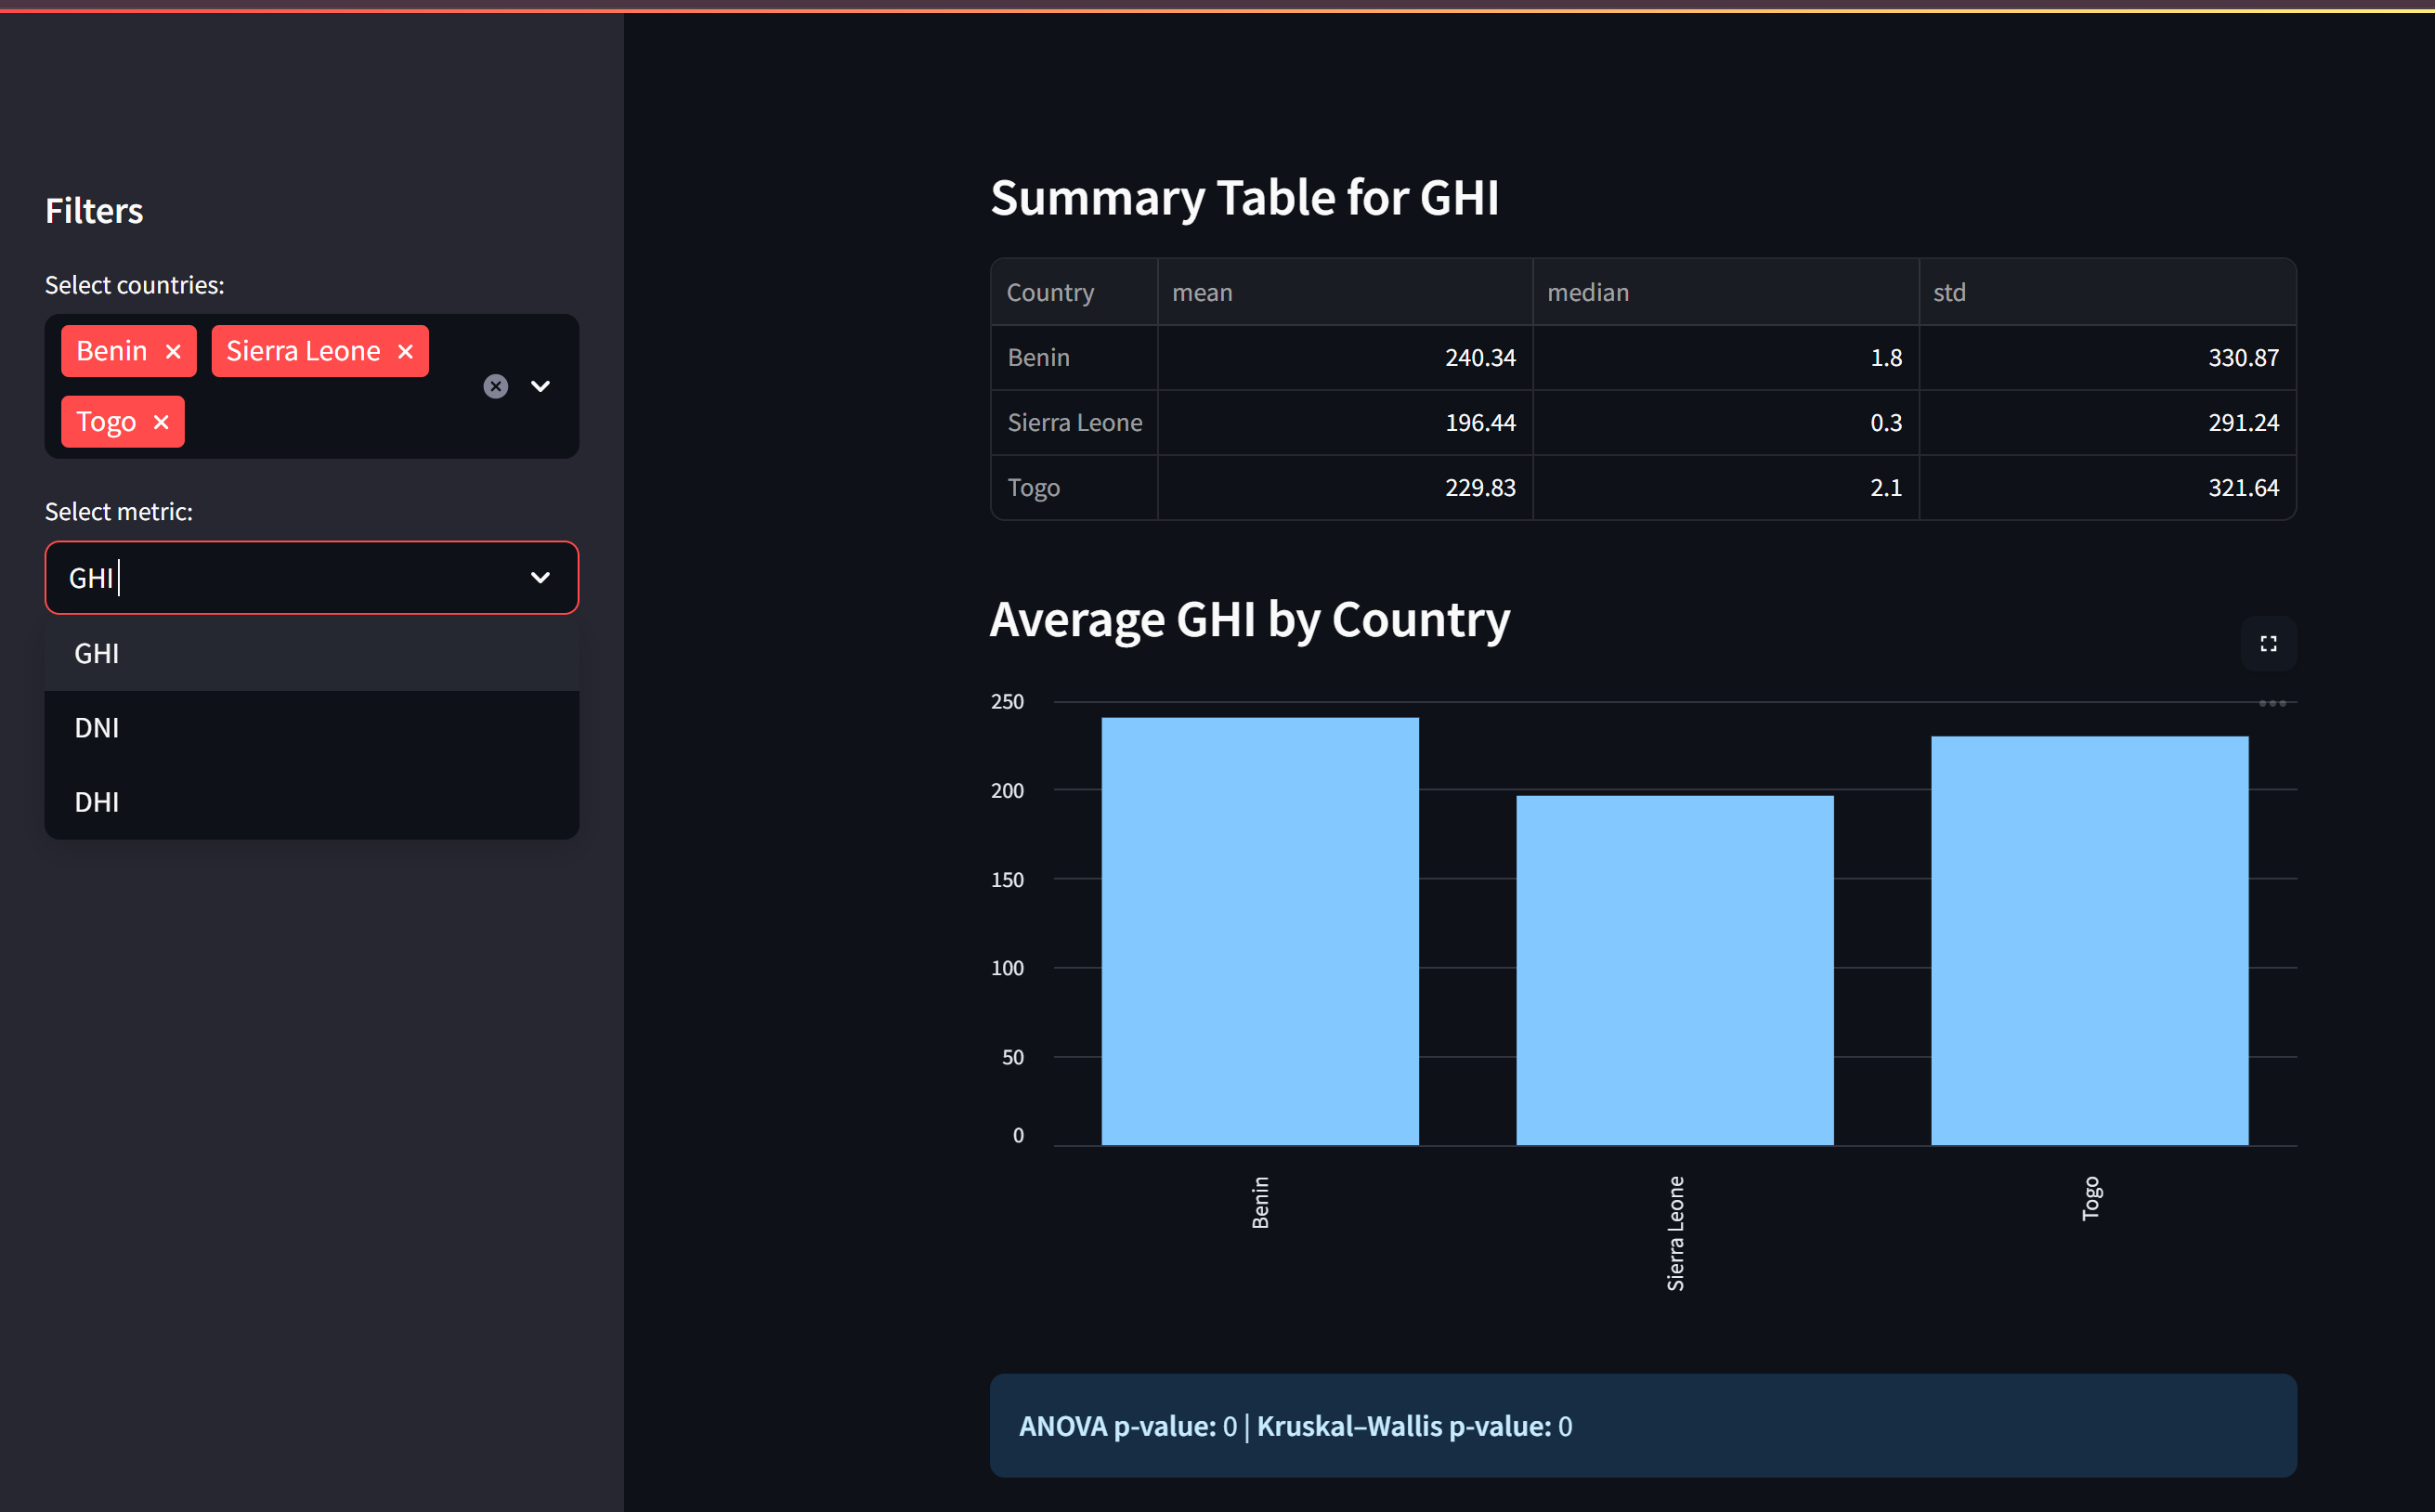 Filters
Select countries:
Benin
Sierra Leone
Togo
Select metric:
GHI
GHI
DNI
DHI
Summary Table for GHI
Country mean median std
Benin 240.34 1.8 330.87
Sierra Leone 196.44 0.3 291.24
Togo 229.83 2.1 321.64
Average GHI by Country
250
200
150
100
50
0
Benin
Sierra Leone
Togo
ANOVA p-value: 0 | Kruskal–Wallis p-value: 0